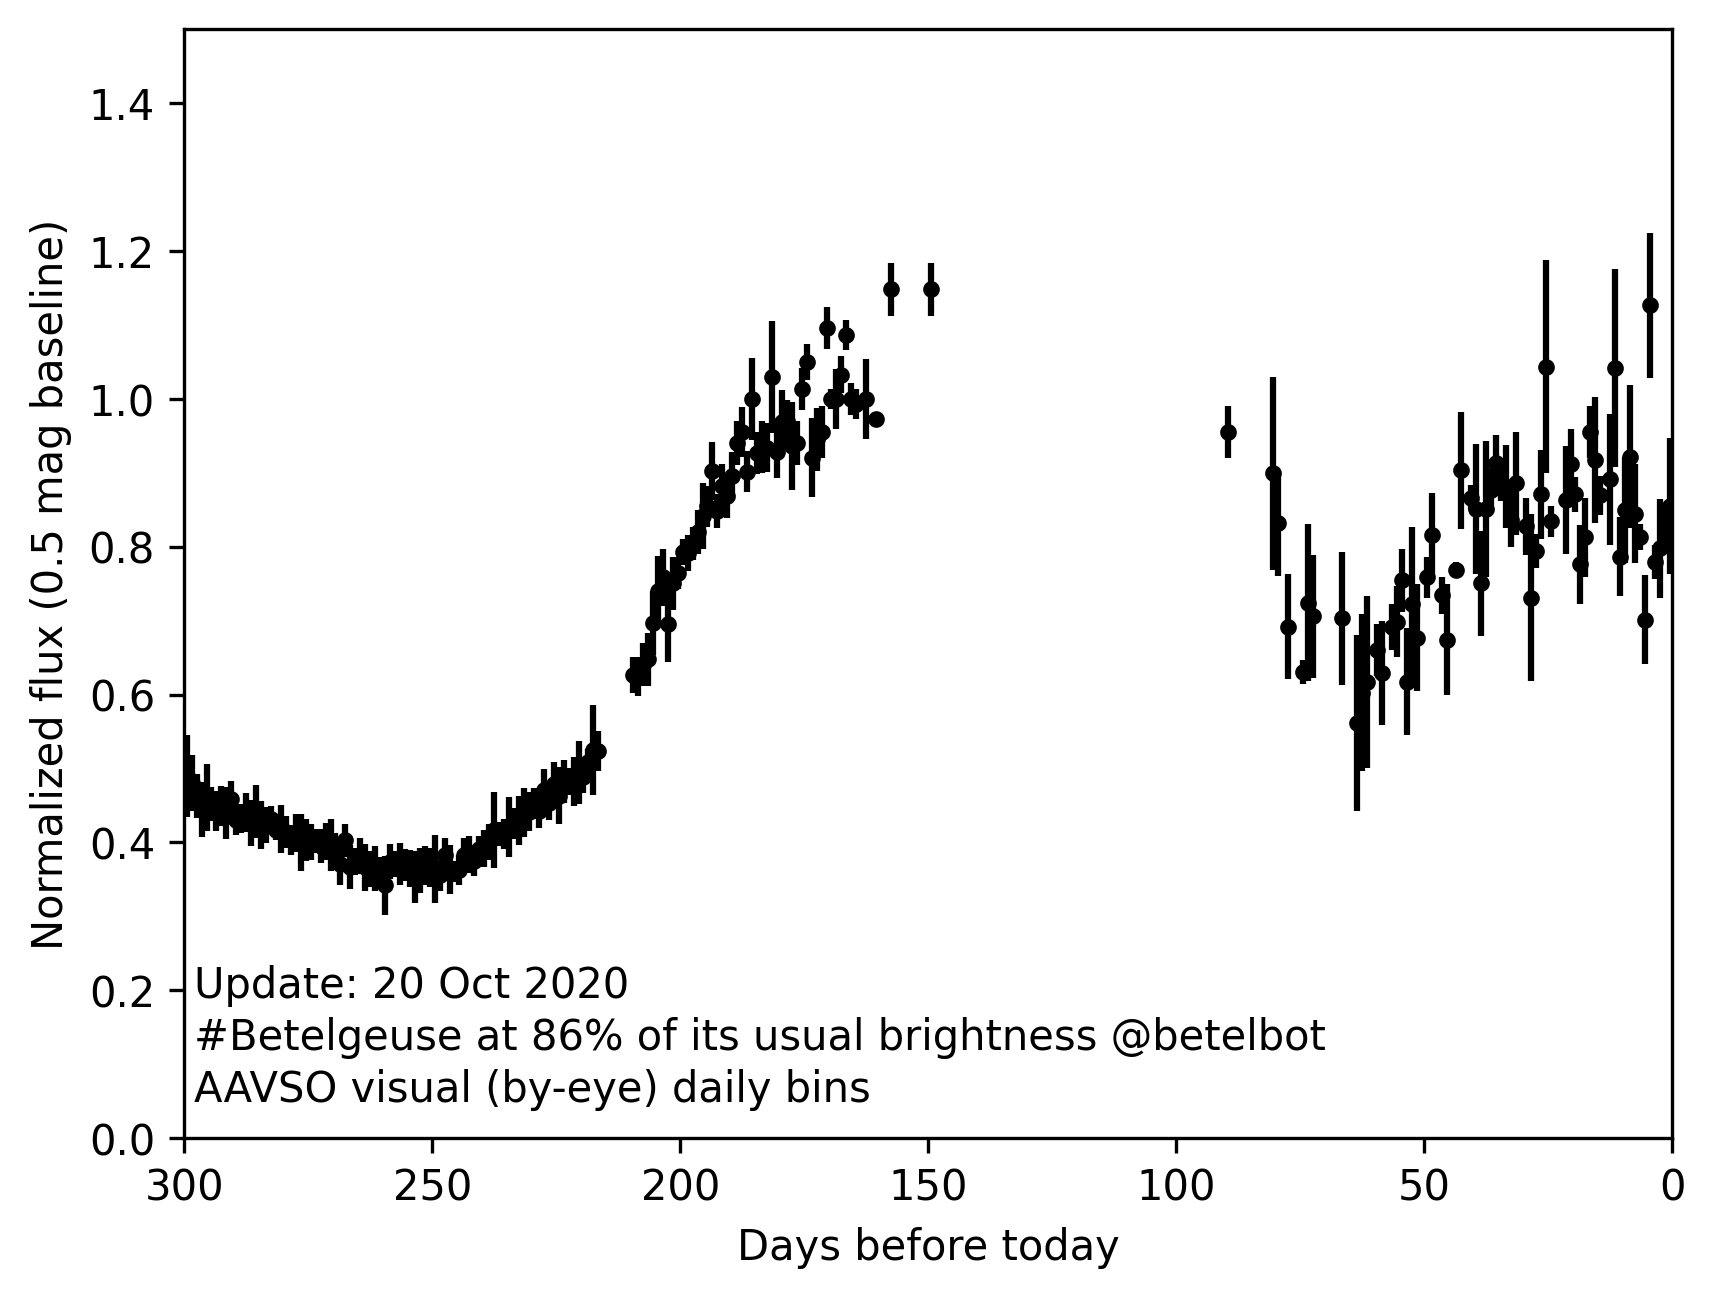 1.4
1.2
1.0
0.8
0.6
0.4
0.2
0.0
Normalized flux (0.5 mag baseline)
Update: 20 Oct 2020
#Betelgeuse at 86% of its usual brightness @betelbot
AAVSO visual (by-eye) daily bins
300 250 200 150 100 50 0
Days before today